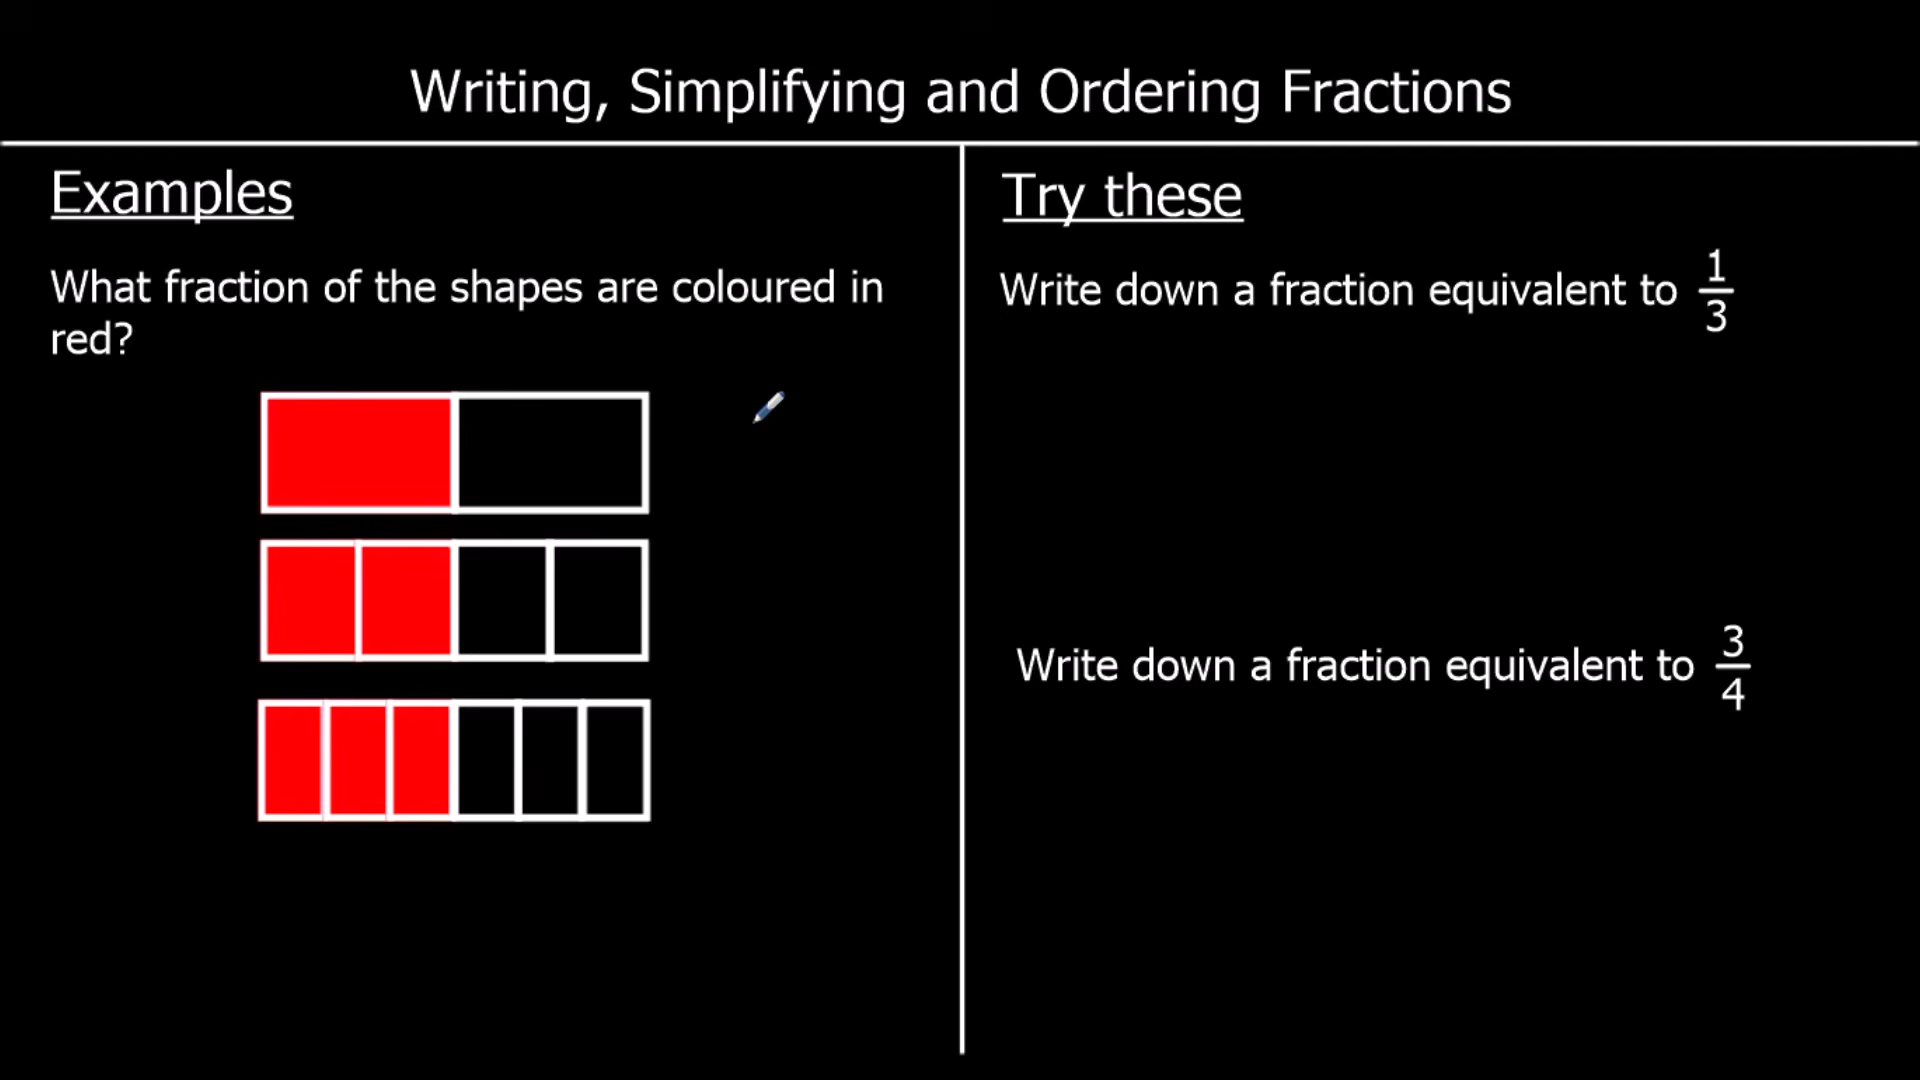 Writing, Simplifying and Ordering Fractions
Examples
What fraction of the shapes are coloured in
red?
Try these
Write down a fraction equivalent to 1/3
Write down a fraction equivalent to 3/4